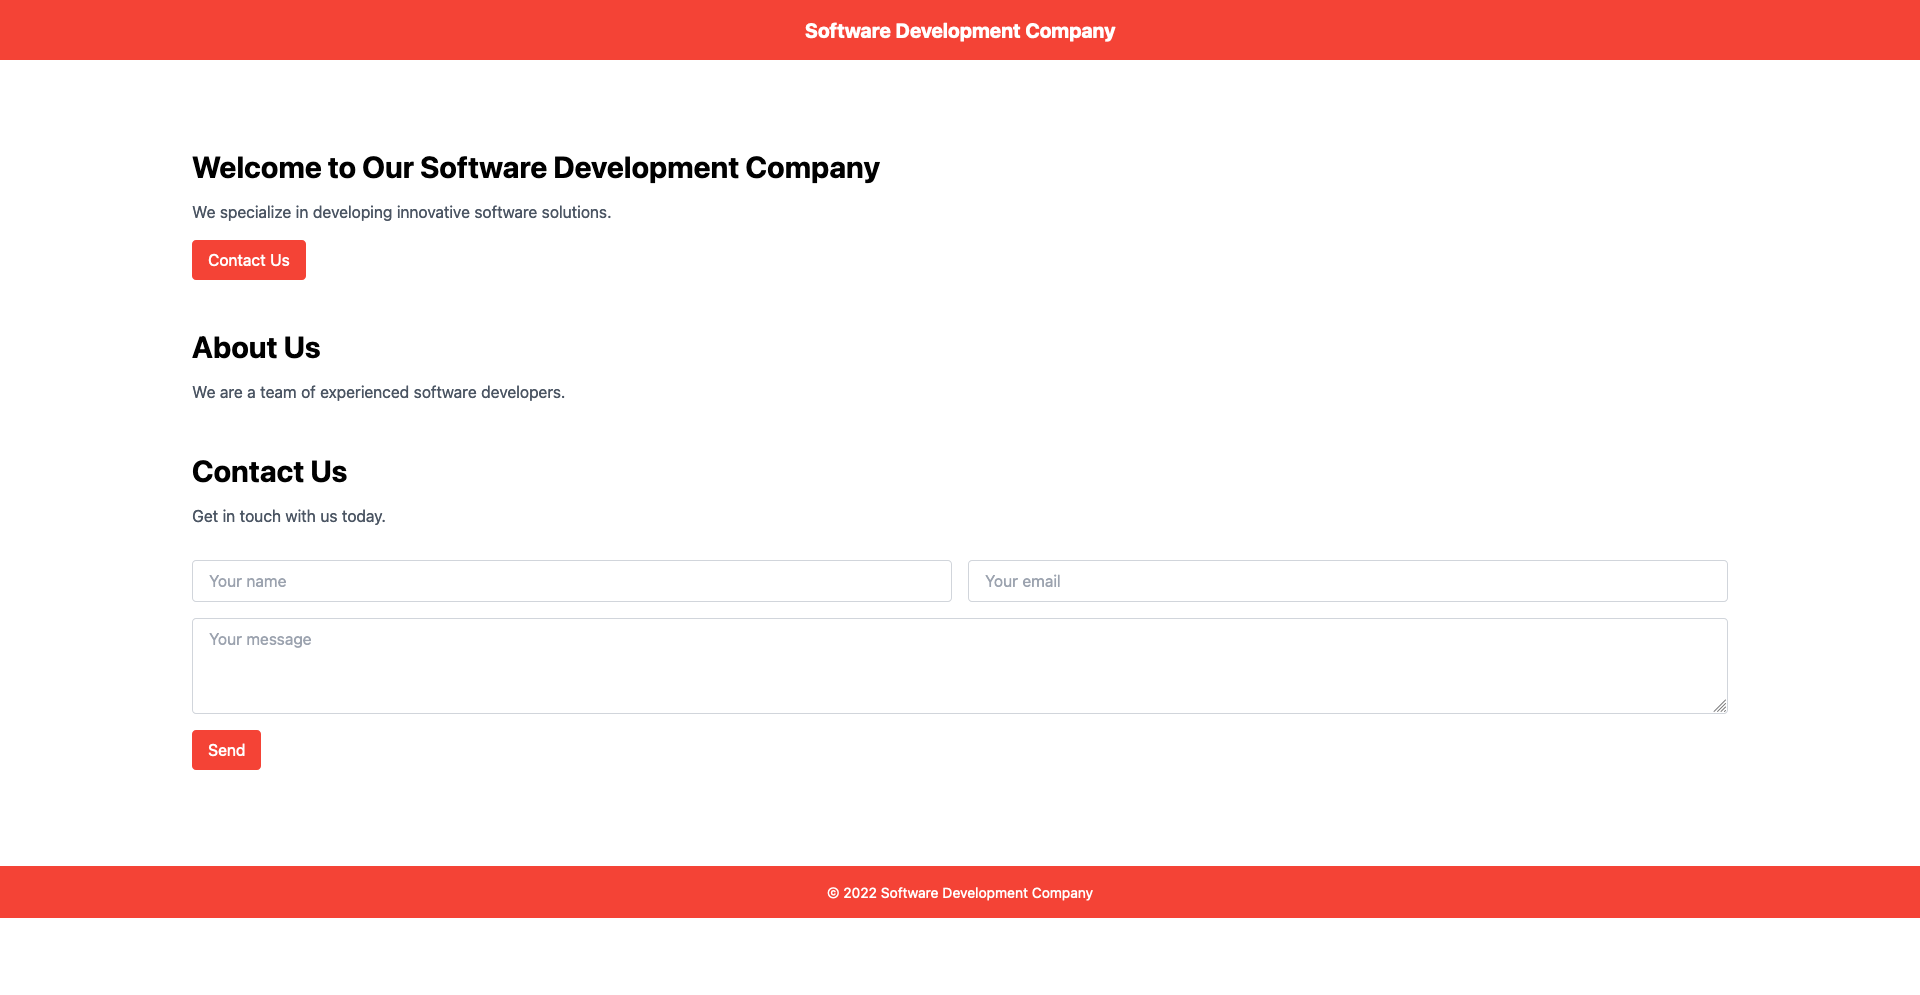 Software Development Company
Welcome to Our Software Development Company
We specialize in developing innovative software solutions.
Contact Us
About Us
We are a team of experienced software developers.
Contact Us
Get in touch with us today.
Your name
Your email
Your message
Send
© 2022 Software Development Company